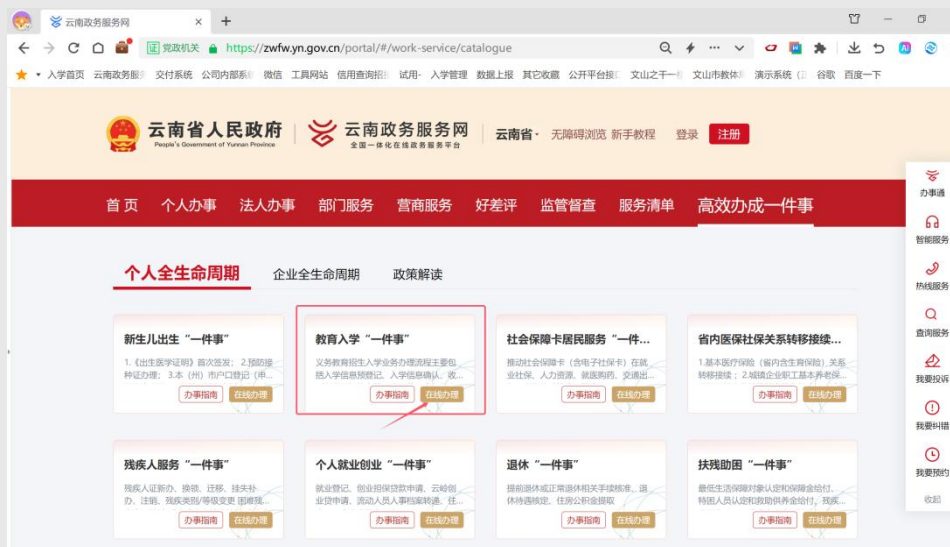 云南政务服务网
党政机关
https://zwfw.yn.gov.cn/portal/#/work-service/catalogue
入学首页 云南政务服 交付系统 公司内部系 微信 工具网站 信用查询招 试用- 入学管理 数据上报 其它收藏 公开平台接 文山之干一 文山市教体 演示系统 谷歌 百度一下
云南省人民政府
People's Government of Yunnan Province
云南政务服务网
全国一体化在线政务服务平台
云南省 无障碍浏览 新手教程 登录 注册
首页 个人办事 法人办事 部门服务 营商服务 好差评 监管督查 服务清单 高效办成一件事
个人全生命周期 企业全生命周期 政策解读
新生儿出生“一件事”
1.《出生医学证明》首次签发； 2.预防接
种证办理； 3.本（州）市户口登记（申...
办事指南 在线办理
教育入学“一件事”
义务教育招生入学业务办理流程主要包
括入学信息预登记、入学信息确认、收...
办事指南 在线办理
社会保障卡居民服务“一件...
推动社会保障卡（含电子社保卡）在就
业社保、人力资源、就医购药、交通出...
办事指南 在线办理
省内医保社保关系转移接续...
1.基本医疗保险（省内含生育保险）关系
转移接续； 2.城镇企业职工基本养老保...
办事指南 在线办理
残疾人服务“一件事”
残疾人证新办、换领、迁移、挂失补
办、注销、残疾类别/等级变更 困难残...
办事指南 在线办理
个人就业创业“一件事”
就业登记、创业担保贷款申请、云岭创
业贷申请、流动人员人事档案转递、社...
办事指南 在线办理
退休“一件事”
提前退休或正常退休相关手续核准、退
休待遇核定、住房公积金提取
办事指南 在线办理
扶残助困“一件事”
最低生活保障对象认定和保障金给付、
特困人员认定和救助供养金给付、残疾...
办事指南 在线办理
办事通
智能服务
热线服务
查询服务
我要投诉
我要纠错
我要预约
收起